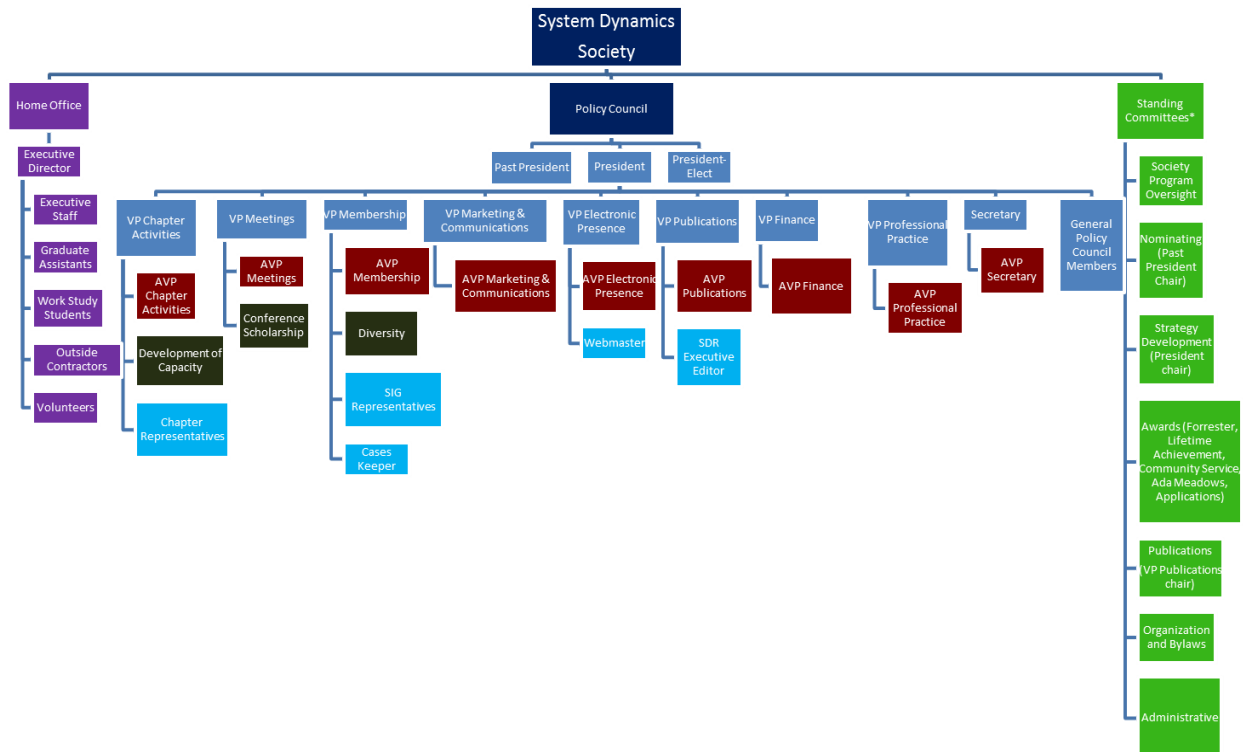 System Dynamics
Society
Home Office
Policy Council
Standing
Committees*
Executive
Director
Past President
President
President-
Elect
Executive
Staff
Graduate
Assistants
Work Study
Students
Outside
Contractors
Volunteers
VP Chapter
Activities
AVP
Chapter
Activities
Development of
Capacity
Chapter
Representatives
VP Meetings
AVP
Meetings
Conference
Scholarship
VP Membership
AVP
Membership
Diversity
SIG
Representatives
Cases
Keeper
VP Marketing &
Communications
AVP Marketing &
Communications
VP Electronic
Presence
AVP Electronic
Presence
Webmaster
VP Publications
AVP
Publications
SDR
Executive
Editor
VP Finance
AVP Finance
VP Professional
Practice
AVP
Professional
Practice
Secretary
AVP
Secretary
General
Policy
Council
Members
Society
Program
Oversight
Nominating
(Past
President
Chair)
Strategy
Development
(President
chair)
Awards (Forrester,
Lifetime
Achievement,
Community Service,
Ada Meadows,
Applications)
Publications
(VP Publications
chair)
Organization
and Bylaws
Administrative